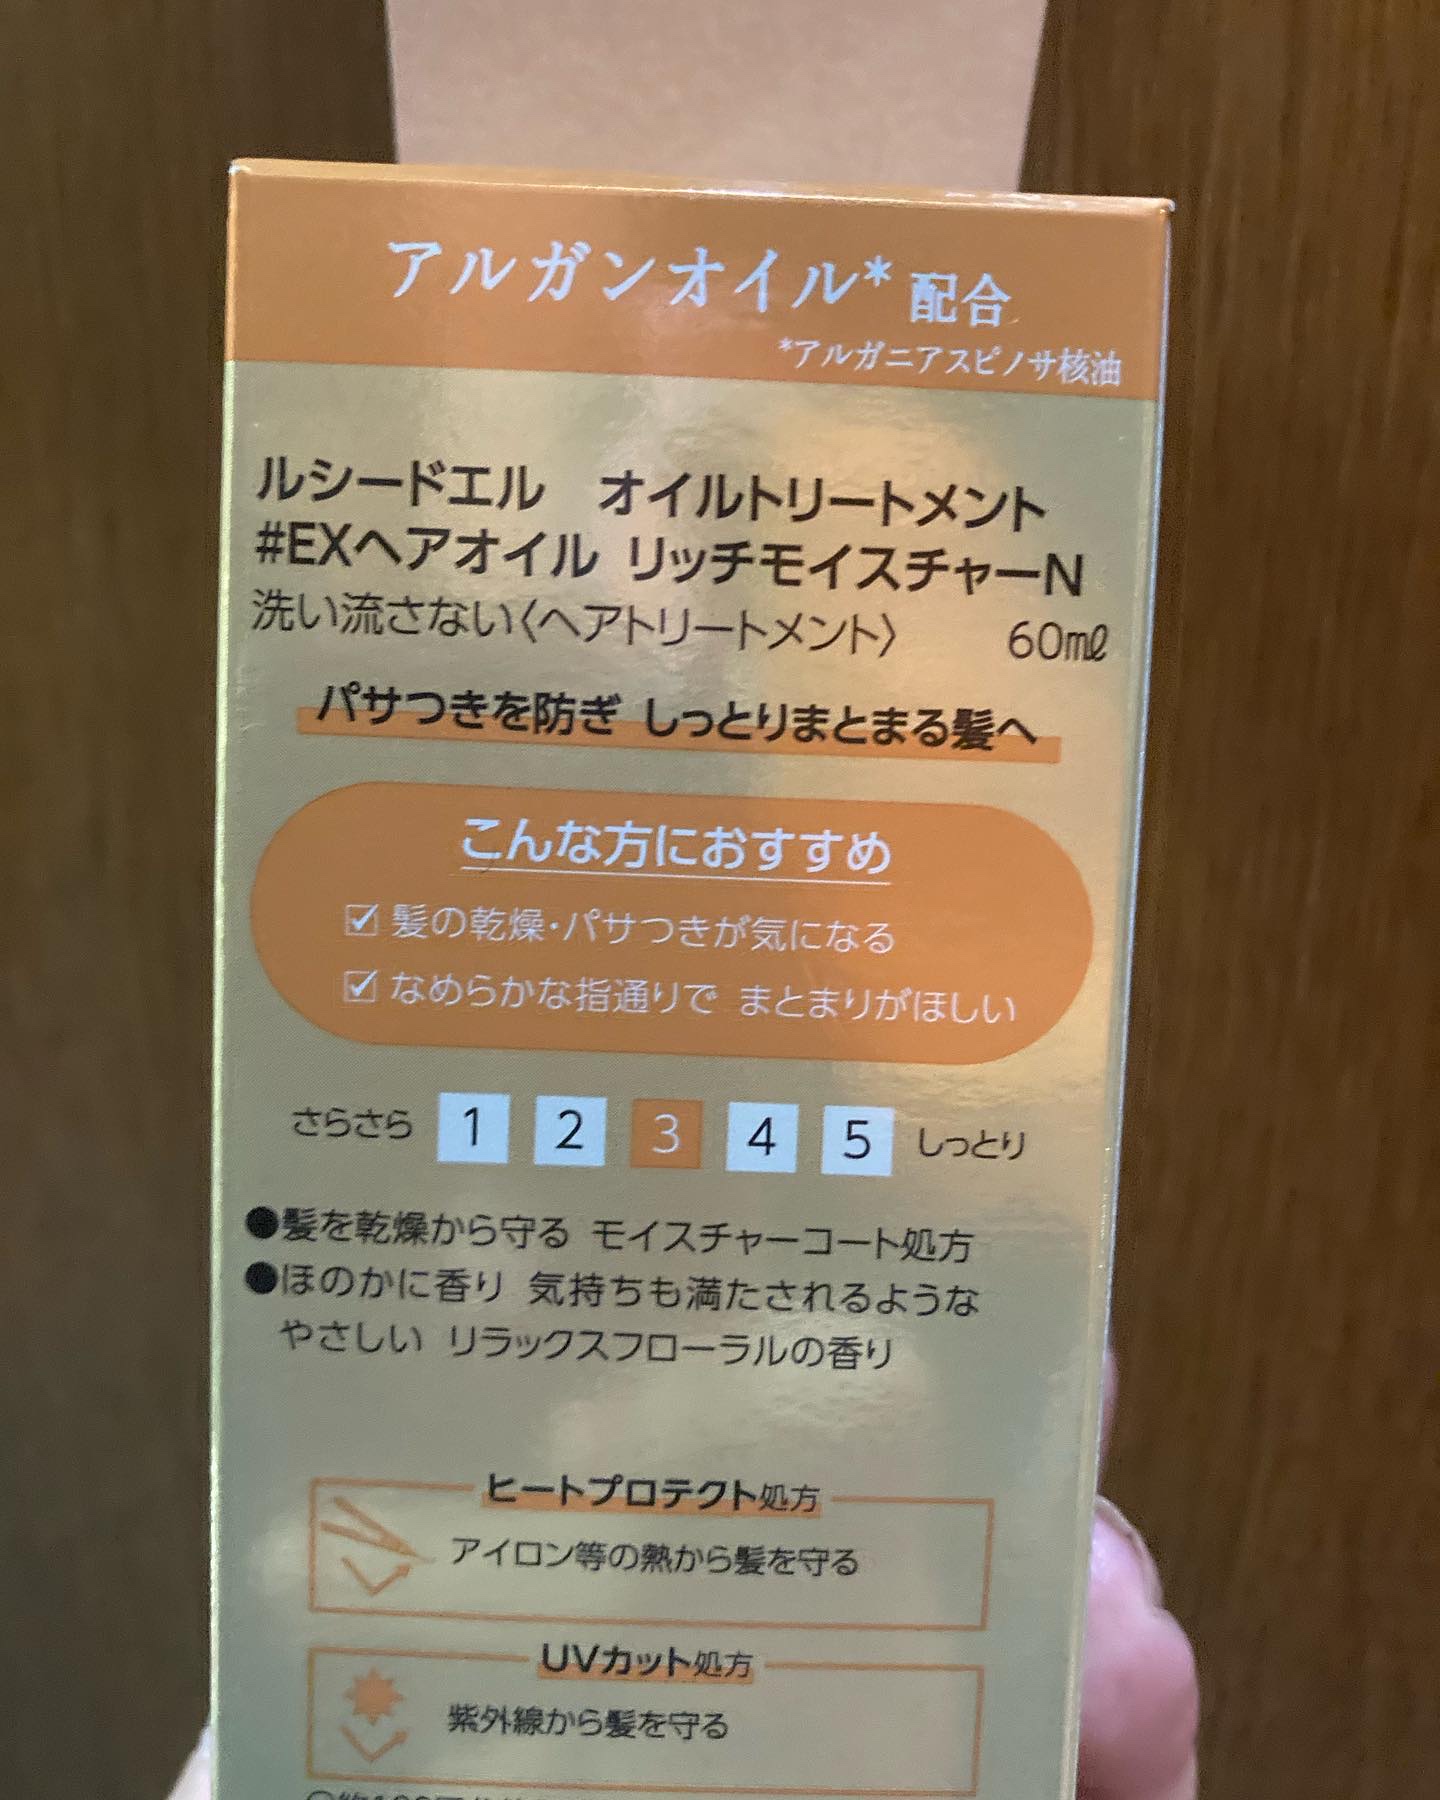 アルガンオイル* 配合
*アルガニアスピノサ核油
ルシードエル オイルトリートメント
#EXヘアオイル リッチモイスチャーN
洗い流さない〈ヘアトリートメント〉 60mℓ
パサつきを防ぎ しっとりまとまる髪へ
こんな方におすすめ
☑ 髪の乾燥・パサつきが気になる
☑ なめらかな指通りで まとまりがほしい
さらさら 1 2 3 4 5 しっとり
●髪を乾燥から守る モイスチャーコート処方
●ほのかに香り 気持ちも満たされるような
やさしい リラックスフローラルの香り
ヒートプロテクト処方
アイロン等の熱から髪を守る
UVカット処方
紫外線から髪を守る